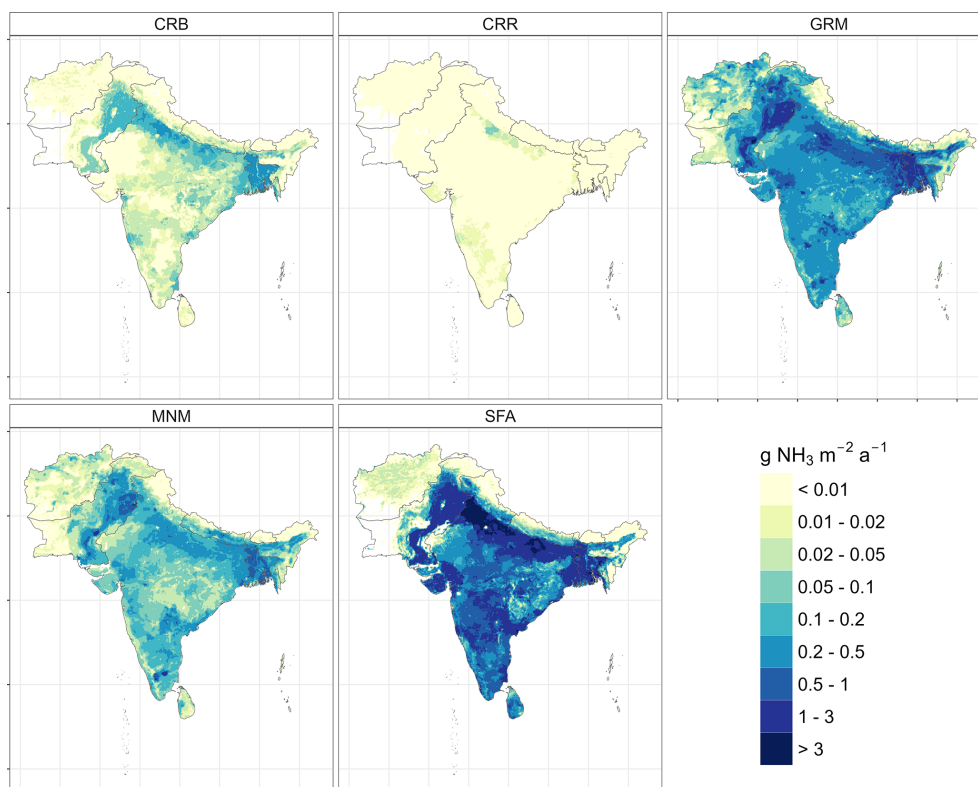 CRB
CRR
GRM
MNM
SFA
g NH₃ m⁻² a⁻¹
< 0.01
0.01 - 0.02
0.02 - 0.05
0.05 - 0.1
0.1 - 0.2
0.2 - 0.5
0.5 - 1
1 - 3
> 3